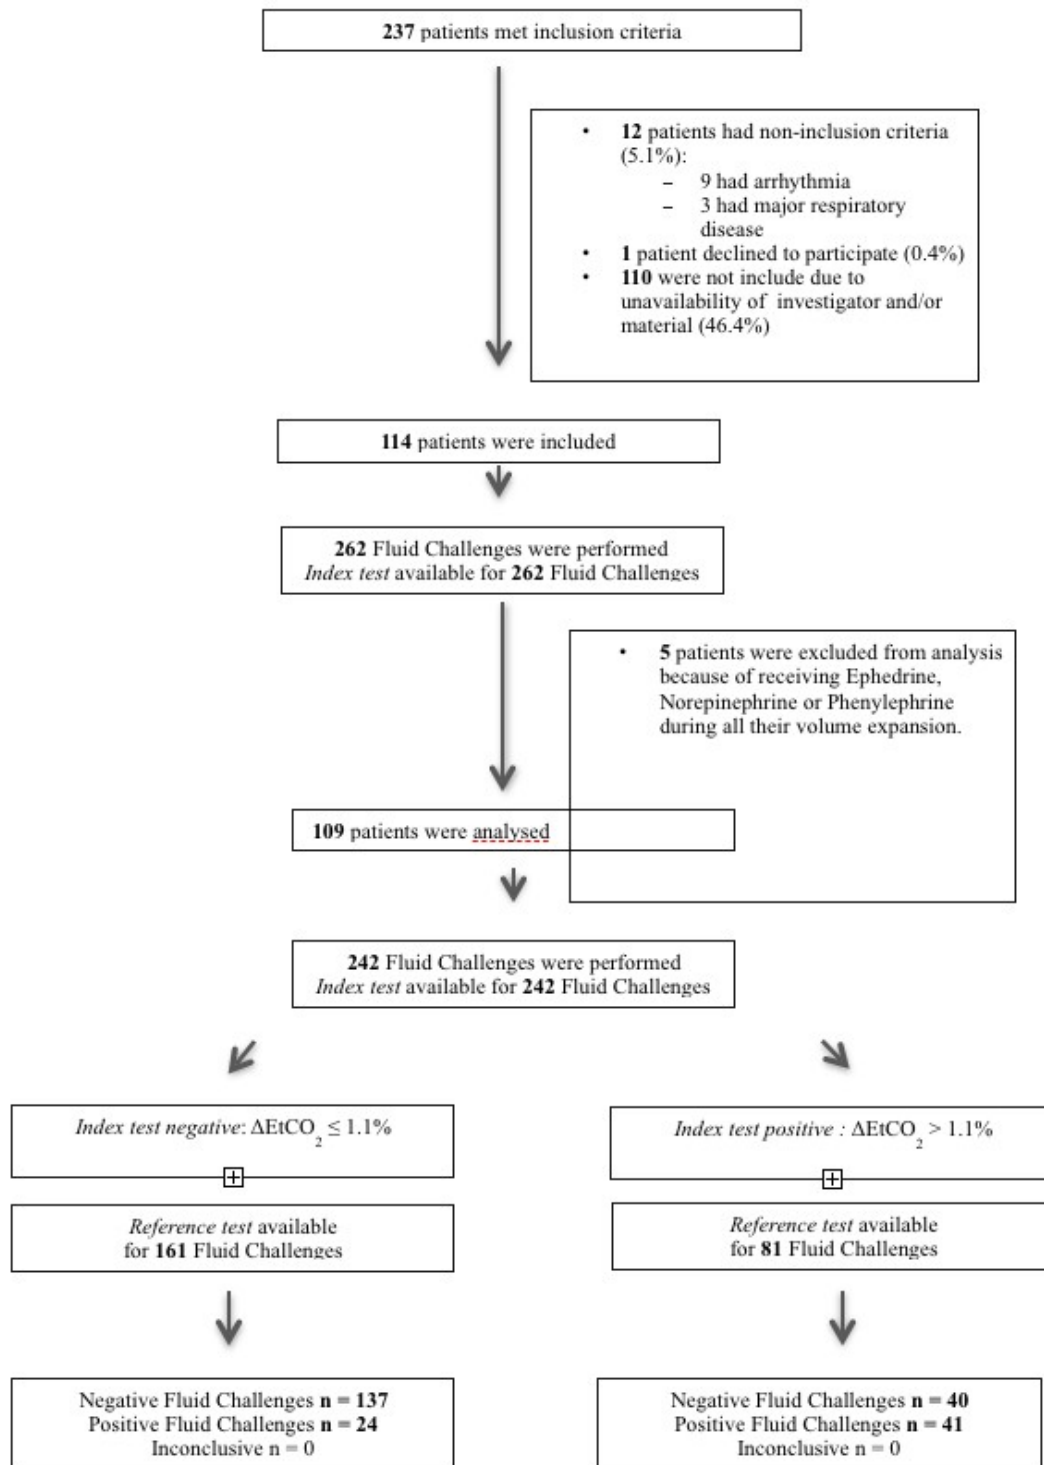 237 patients met inclusion criteria
• 12 patients had non-inclusion criteria
(5.1%):
– 9 had arrhythmia
– 3 had major respiratory
disease
• 1 patient declined to participate (0.4%)
• 110 were not include due to
unavailability of investigator and/or
material (46.4%)
114 patients were included
262 Fluid Challenges were performed
Index test available for 262 Fluid Challenges
• 5 patients were excluded from analysis
because of receiving Ephedrine,
Norepinephrine or Phenylephrine
during all their volume expansion.
109 patients were analysed
242 Fluid Challenges were performed
Index test available for 242 Fluid Challenges
Index test negative: ΔEtCO₂ ≤ 1.1%
Reference test available
for 161 Fluid Challenges
Negative Fluid Challenges n = 137
Positive Fluid Challenges n = 24
Inconclusive n = 0
Index test positive : ΔEtCO₂ > 1.1%
Reference test available
for 81 Fluid Challenges
Negative Fluid Challenges n = 40
Positive Fluid Challenges n = 41
Inconclusive n = 0